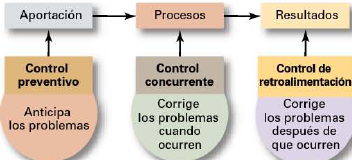 Aportación
Procesos
Resultados
Control
preventivo
Control
concurrente
Control de
retroalimentación
Anticipa
los problemas
Corrige
los problemas
cuando
ocurren
Corrige
los problemas
después de
que ocurren